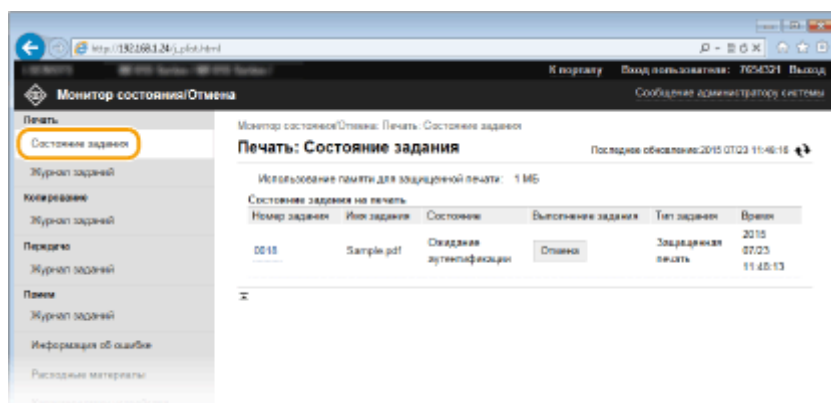 http://192.168.1.24/j_plist.html
К порталу Вход пользователя: 7654321 Выход
Монитор состояния/Отмена
Сообщение администратору системы
Печать
Состояние задания
Журнал заданий
Копирование
Журнал заданий
Передача
Журнал заданий
Прием
Журнал заданий
Информация об ошибке
Расходные материалы
Монитор состояния/Отмена: Печать: Состояние задания
Печать: Состояние задания
Последнее обновление:2015 07/23 11:48:16
Использование памяти для защищенной печати: 1 МБ
Состояние задания на печать
Номер задания Имя задания Состояние Выполнение задания Тип задания Время
0018 Sample.pdf Ожидание аутентификации Отмена Защищенная печать 2015 07/23 11:48:13